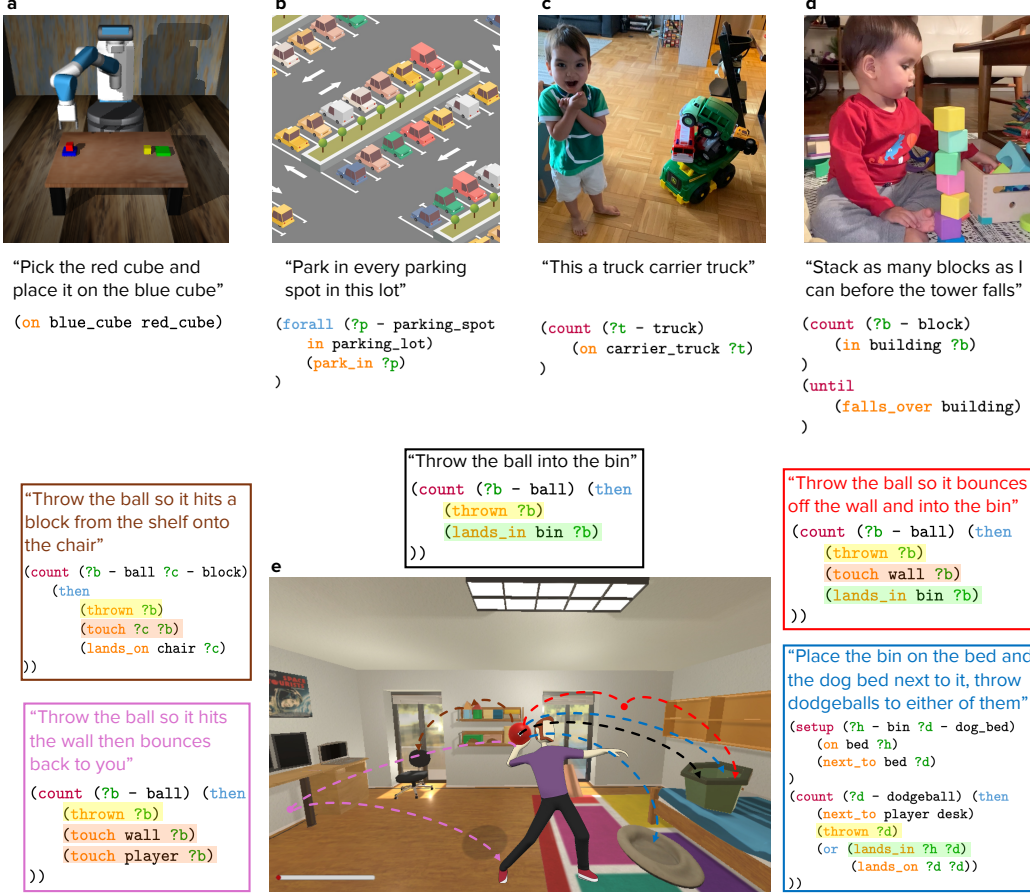 a
b
c
d
“Pick the red cube and
place it on the blue cube”
(on blue_cube red_cube)
“Park in every parking
spot in this lot”
(forall (?p - parking_spot
in parking_lot)
(park_in ?p)
)
“This a truck carrier truck”
(count (?t - truck)
(on carrier_truck ?t)
)
“Stack as many blocks as I
can before the tower falls”
(count (?b - block)
(in building ?b)
)
(until
(falls_over building)
)
“Throw the ball so it hits a
block from the shelf onto
the chair”
(count (?b - ball ?c - block)
(then
(thrown ?b)
(touch ?c ?b)
(lands_on chair ?c)
))
“Throw the ball so it hits
the wall then bounces
back to you”
(count (?b - ball) (then
(thrown ?b)
(touch wall ?b)
(touch player ?b)
))
“Throw the ball into the bin”
(count (?b - ball) (then
(thrown ?b)
(lands_in bin ?b)
))
e
“Throw the ball so it bounces
off the wall and into the bin”
(count (?b - ball) (then
(thrown ?b)
(touch wall ?b)
(lands_in bin ?b)
))
“Place the bin on the bed and
the dog bed next to it, throw
dodgeballs to either of them”
(setup (?h - bin ?d - dog_bed)
(on bed ?h)
(next_to bed ?d)
)
(count (?d - dodgeball) (then
(next_to player desk)
(thrown ?d)
(or (lands_in ?h ?d)
(lands_on ?d ?d))
))